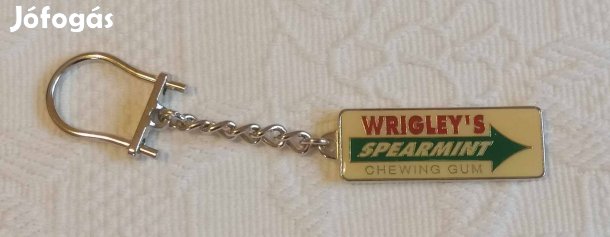 Jófogás
WRIGLEY'S
SPEARMINT
CHEWING GUM